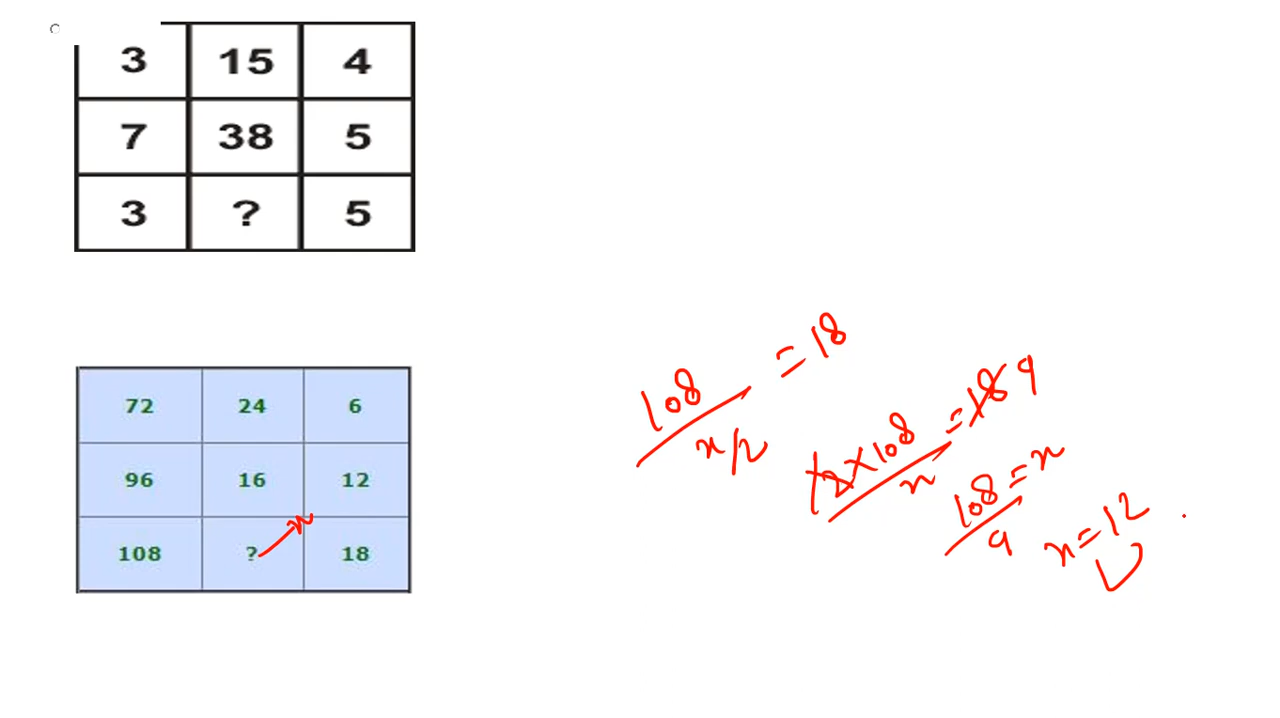 3 15 4
7 38 5
3 ? 5
72 24 6
96 16 12
108 ? 18
x
108/(x/2) = 18
2×108/x = 18 9
108/9 = x
x = 12